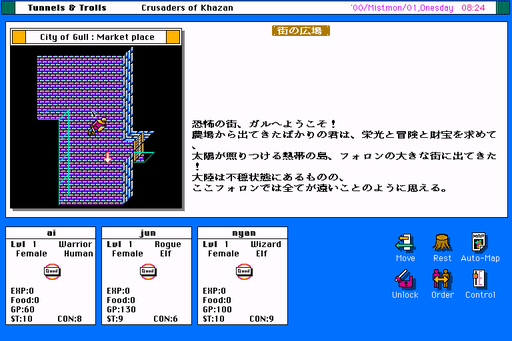 Tunnels & Trolls Crusaders of Khazan '00/Mistmon/01,Onesday 08:24
City of Gull : Market place
街の広場
恐怖の街、ガルへようこそ！
農場から出てきたばかりの君は、栄光と冒険と財宝を求めて
、
太陽が照りつける熱帯の島、フォロンの大きな街に出てきた
！
大陸は不穏状態にあるものの、
ここフォロンでは全てが遠いことのように思える。
ai
Lvl 1 Warrior
Female Human
Good
EXP:0
Food:0
GP:60
ST:10 CON:8
jun
Lvl 1 Rogue
Female Elf
Good
EXP:0
Food:0
GP:130
ST:9 CON:6
nyan
Lvl 1 Wizard
Female Elf
Good
EXP:0
Food:0
GP:100
ST:10 CON:9
Move Rest Auto-Map
Unlock Order Control